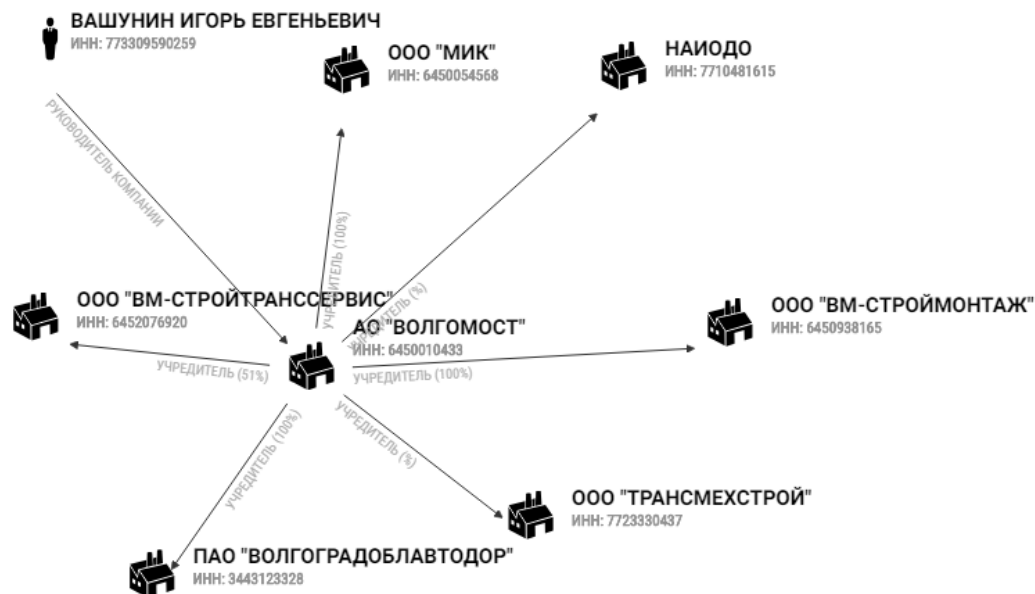 ВАШУНИН ИГОРЬ ЕВГЕНЬЕВИЧ
ИНН: 773309590259
ООО "МИК"
ИНН: 6450054568
НАИОДО
ИНН: 7710481615
РУКОВОДИТЕЛЬ КОМПАНИИ
УЧРЕДИТЕЛЬ (100%)
УЧРЕДИТЕЛЬ (%)
ООО "ВМ-СТРОЙТРАНССЕРВИС"
ИНН: 6452076920
АО "ВОЛГОМОСТ"
ИНН: 6450010433
ООО "ВМ-СТРОЙМОНТАЖ"
ИНН: 6450938165
УЧРЕДИТЕЛЬ (51%)
УЧРЕДИТЕЛЬ (100%)
УЧРЕДИТЕЛЬ (100%)
УЧРЕДИТЕЛЬ (%)
ООО "ТРАНСМЕХСТРОЙ"
ИНН: 7723330437
ПАО "ВОЛГОГРАДОБЛАВТОДОР"
ИНН: 3443123328